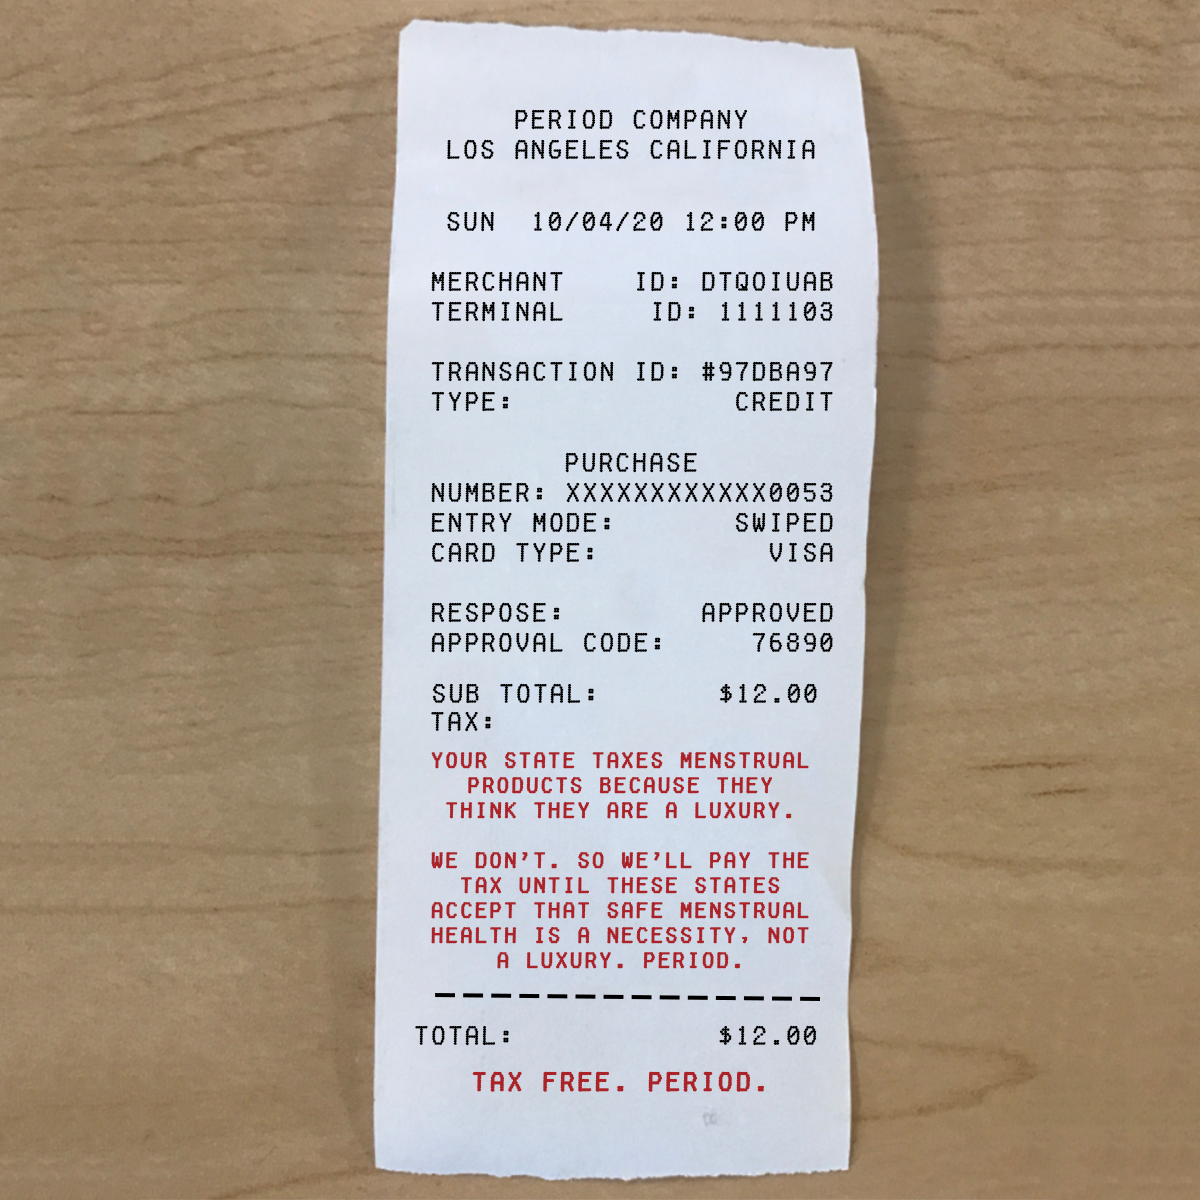 PERIOD COMPANY
LOS ANGELES CALIFORNIA
SUN 10/04/20 12:00 PM
MERCHANT ID: DTQOIUAB
TERMINAL ID: 1111103
TRANSACTION ID: #97DBA97
TYPE: CREDIT
PURCHASE
NUMBER: XXXXXXXXXXXX0053
ENTRY MODE: SWIPED
CARD TYPE: VISA
RESPOSE: APPROVED
APPROVAL CODE: 76890
SUB TOTAL: $12.00
TAX:
YOUR STATE TAXES MENSTRUAL
PRODUCTS BECAUSE THEY
THINK THEY ARE A LUXURY.
WE DON'T. SO WE'LL PAY THE
TAX UNTIL THESE STATES
ACCEPT THAT SAFE MENSTRUAL
HEALTH IS A NECESSITY, NOT
A LUXURY. PERIOD.
TOTAL: $12.00
TAX FREE. PERIOD.